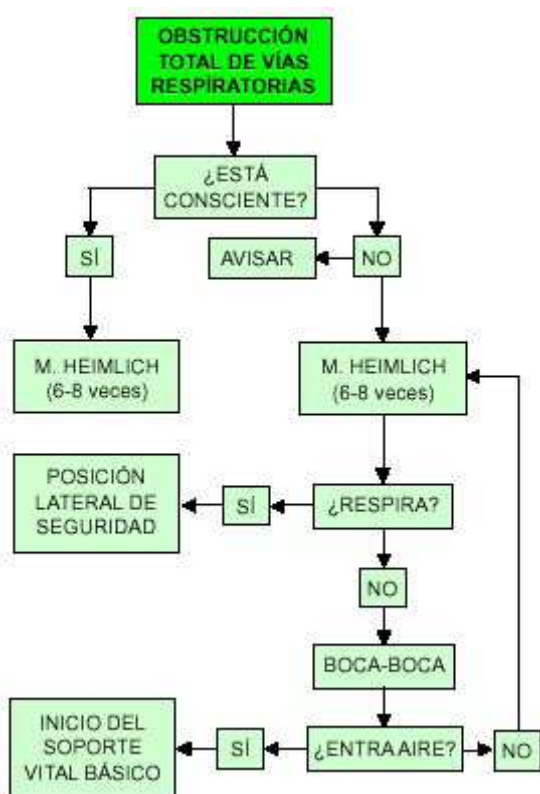 OBSTRUCCIÓN
TOTAL DE VÍAS
RESPIRATORIAS
¿ESTÁ
CONSCIENTE?
SÍ
AVISAR
NO
M. HEIMLICH
(6-8 veces)
M. HEIMLICH
(6-8 veces)
POSICIÓN
LATERAL DE
SEGURIDAD
SÍ
¿RESPIRA?
NO
BOCA-BOCA
INICIO DEL
SOPORTE
VITAL BÁSICO
SÍ
¿ENTRA AIRE?
NO